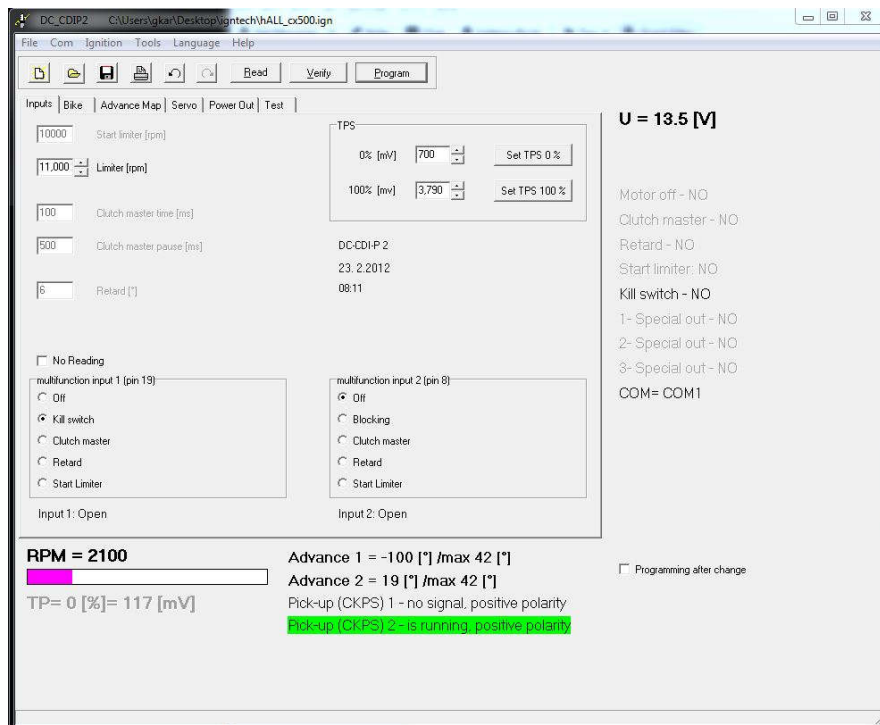 DC_CDIP2 C:\Users\gkar\Desktop\igntech\hALL_cx500.ign
File Com Ignition Tools Language Help
Read Verify Program
Inputs Bike Advance Map Servo Power Out Test
10000 Start limiter [rpm]
11,000 Limiter [rpm]
100 Clutch master time [ms]
500 Clutch master pause [ms]
6 Retard [°]
TPS
0% [mV] 700 Set TPS 0 %
100% [mv] 3,790 Set TPS 100 %
DC-CDI-P 2
23. 2.2012
08:11
No Reading
multifunction input 1 (pin 19)
Off
Kill switch
Clutch master
Retard
Start Limiter
Input 1: Open
multifunction input 2 (pin 8)
Off
Blocking
Clutch master
Retard
Start Limiter
Input 2: Open
U = 13.5 [V]
Motor off - NO
Clutch master - NO
Retard - NO
Start limiter: NO
Kill switch - NO
1- Special out - NO
2- Special out - NO
3- Special out - NO
COM= COM1
RPM = 2100
TP= 0 [%]= 117 [mV]
Advance 1 = -100 [°] /max 42 [°]
Advance 2 = 19 [°] /max 42 [°]
Pick-up (CKPS) 1 - no signal, positive polarity
Pick-up (CKPS) 2 - is running, positive polarity
Programming after change